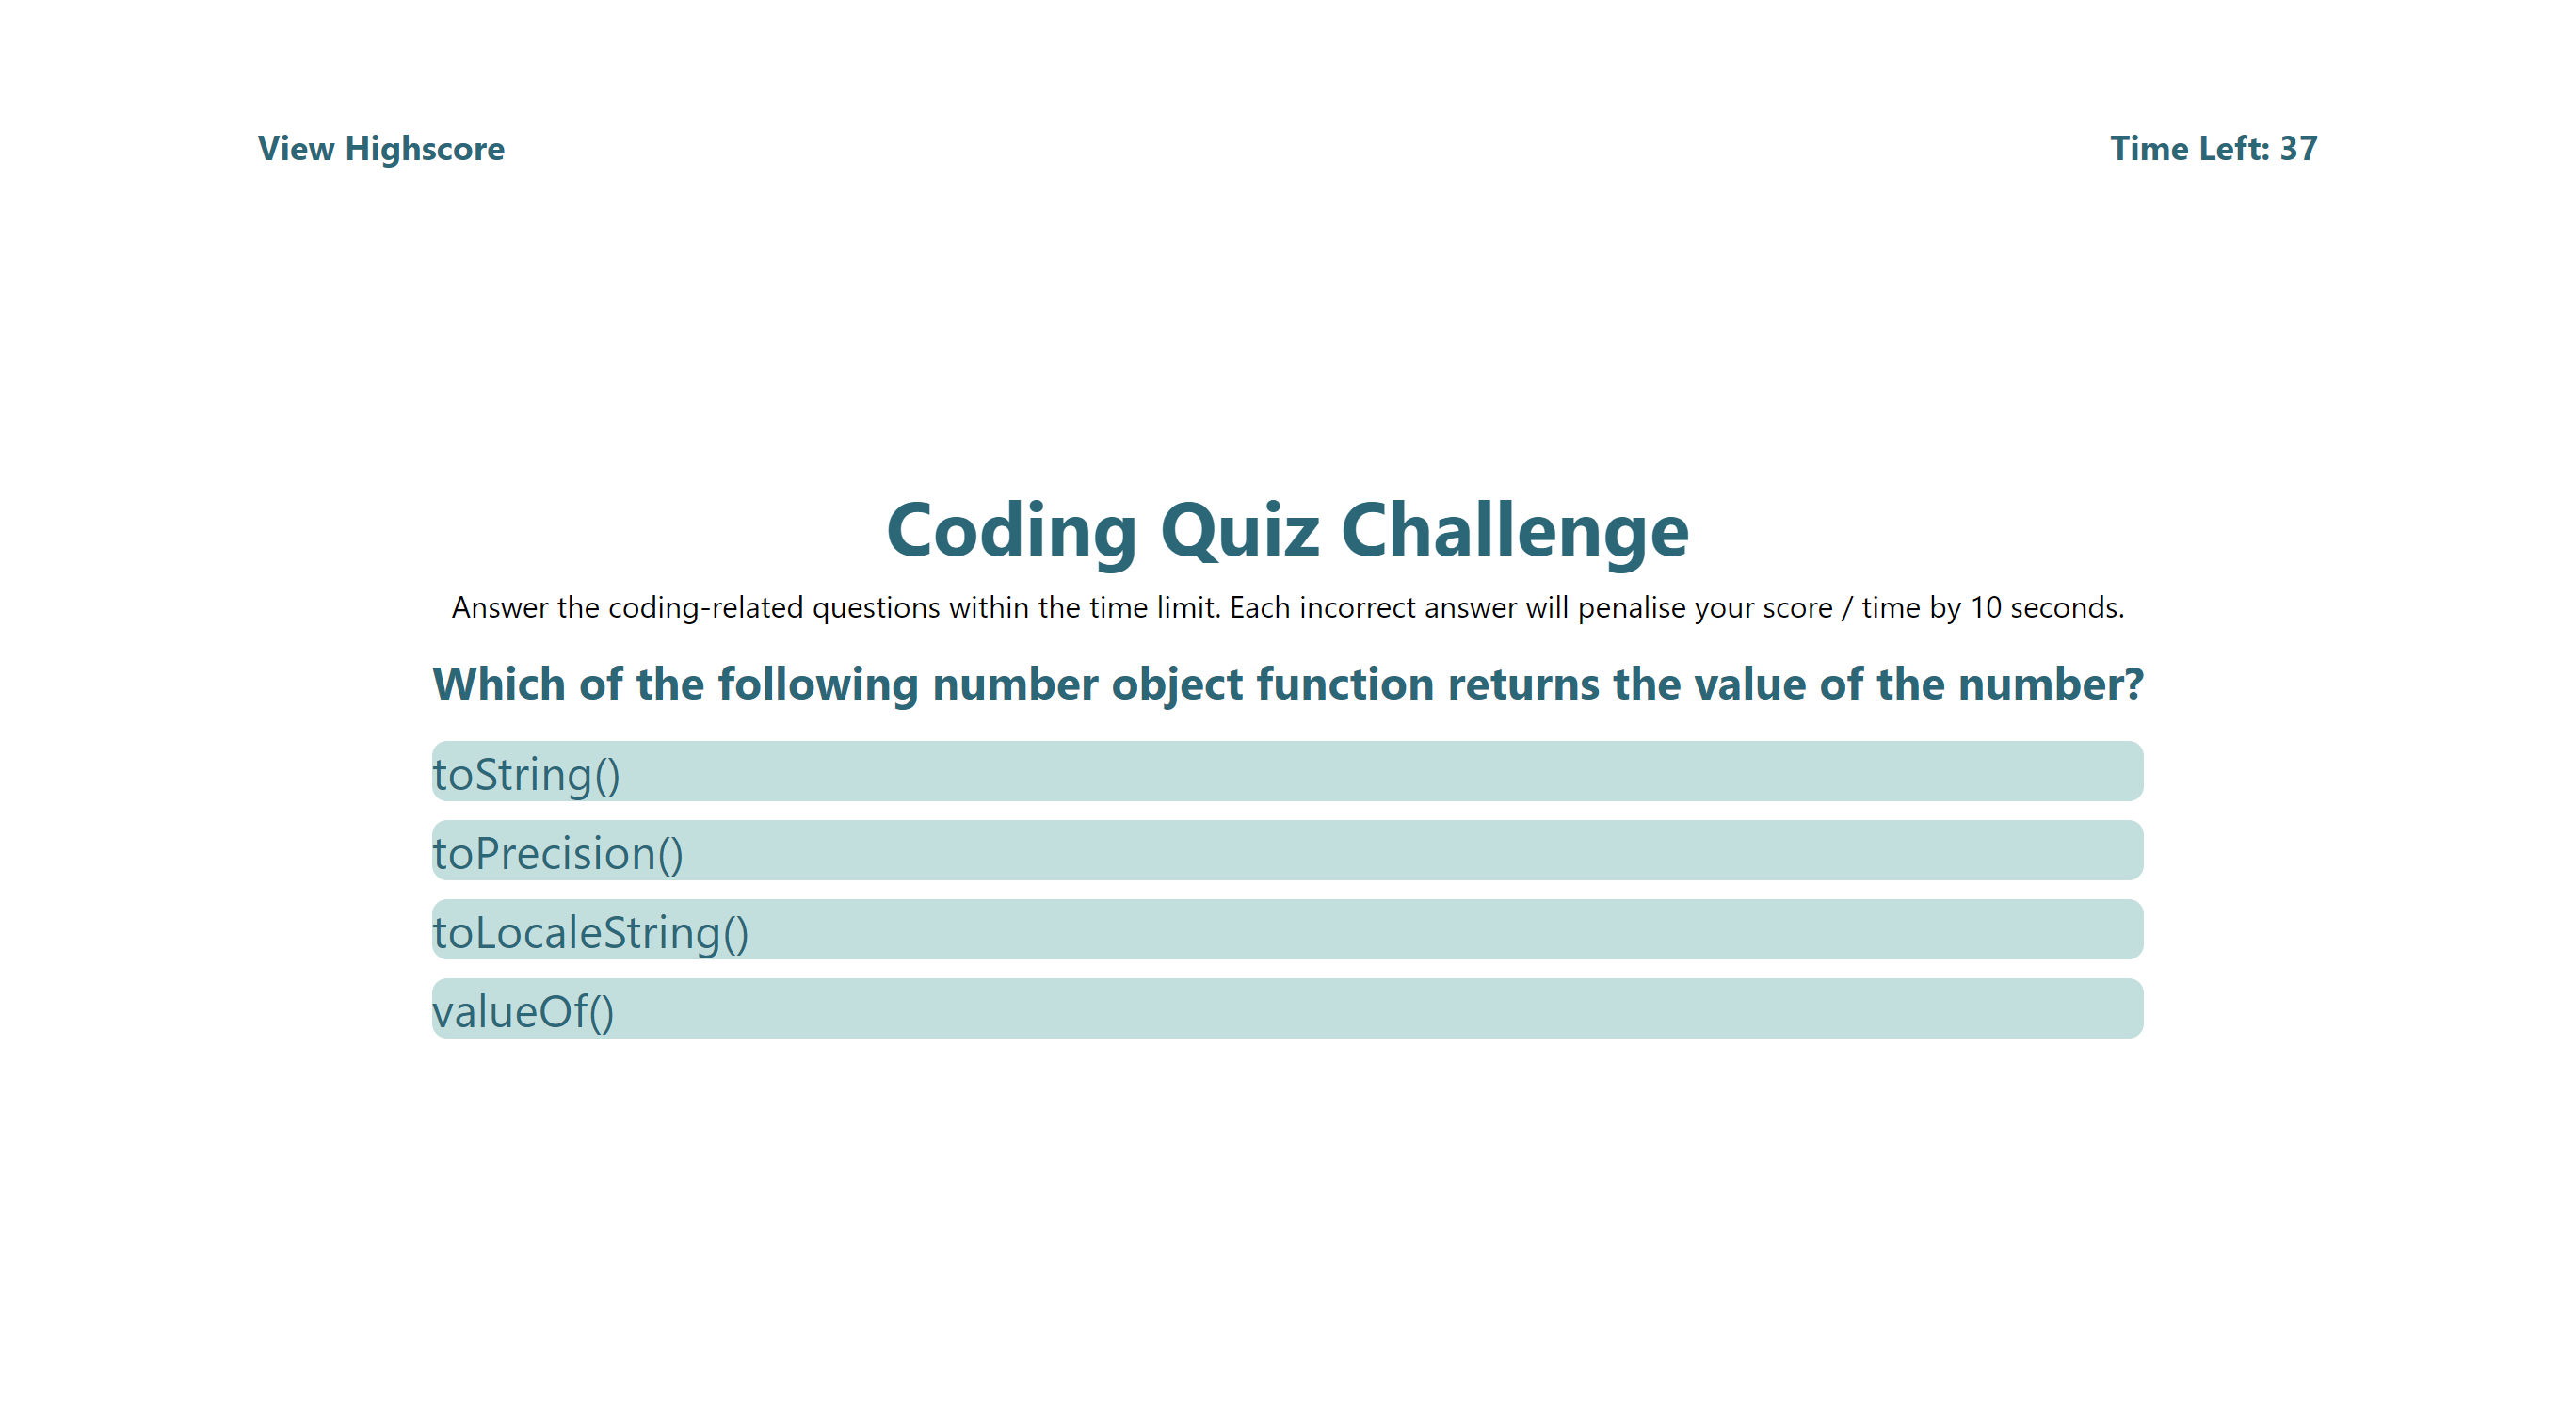 View Highscore
Time Left: 37
Coding Quiz Challenge
Answer the coding-related questions within the time limit. Each incorrect answer will penalise your score / time by 10 seconds.
Which of the following number object function returns the value of the number?
toString()
toPrecision()
toLocaleString()
valueOf()